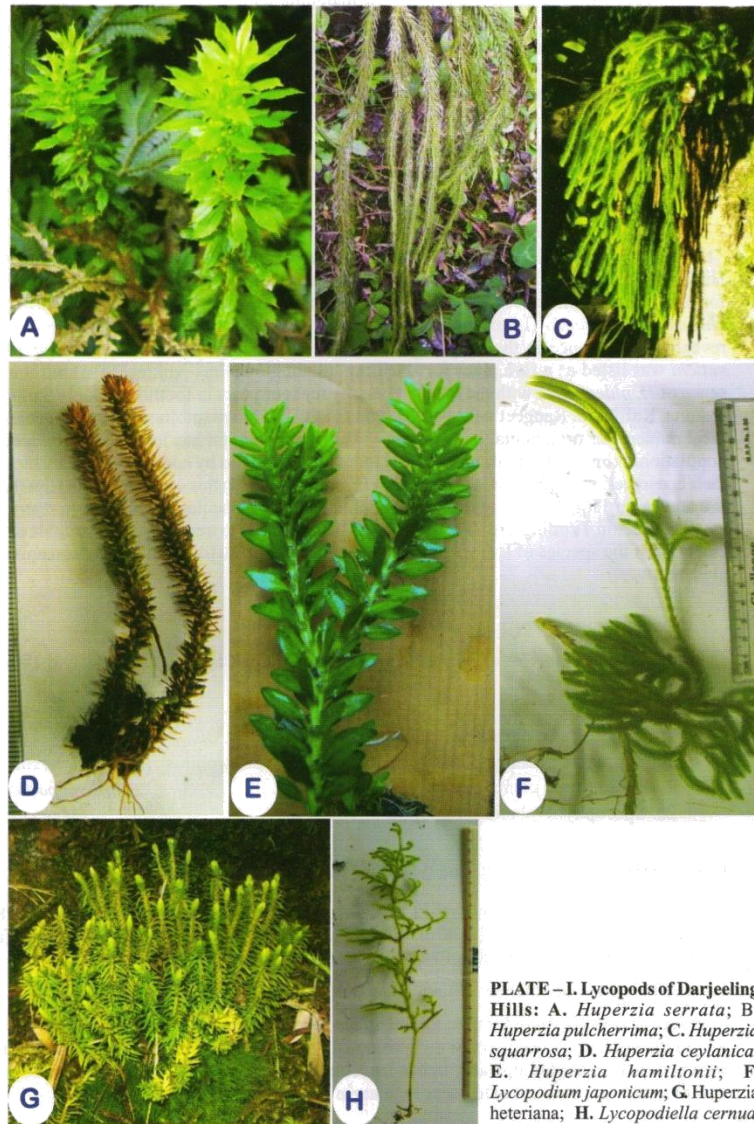 A
B
C
D
E
F
G
H
PLATE – I. Lycopods of Darjeeling
Hills: A. Huperzia serrata; B
Huperzia pulcherrima; C. Huperzia
squarrosa; D. Huperzia ceylanica
E. Huperzia hamiltonii; F
Lycopodium japonicum; G. Huperzia
heteriana; H. Lycopodiella cernua